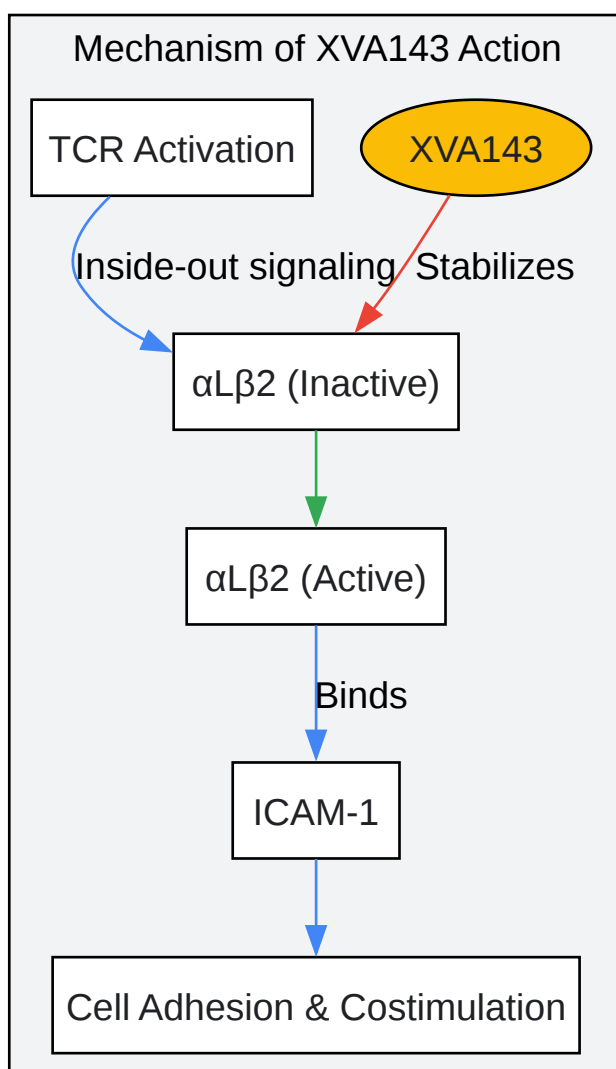 Mechanism of XVA143 Action
TCR Activation
XVA143
Inside-out signaling
Stabilizes
αLβ2 (Inactive)
αLβ2 (Active)
Binds
ICAM-1
Cell Adhesion & Costimulation